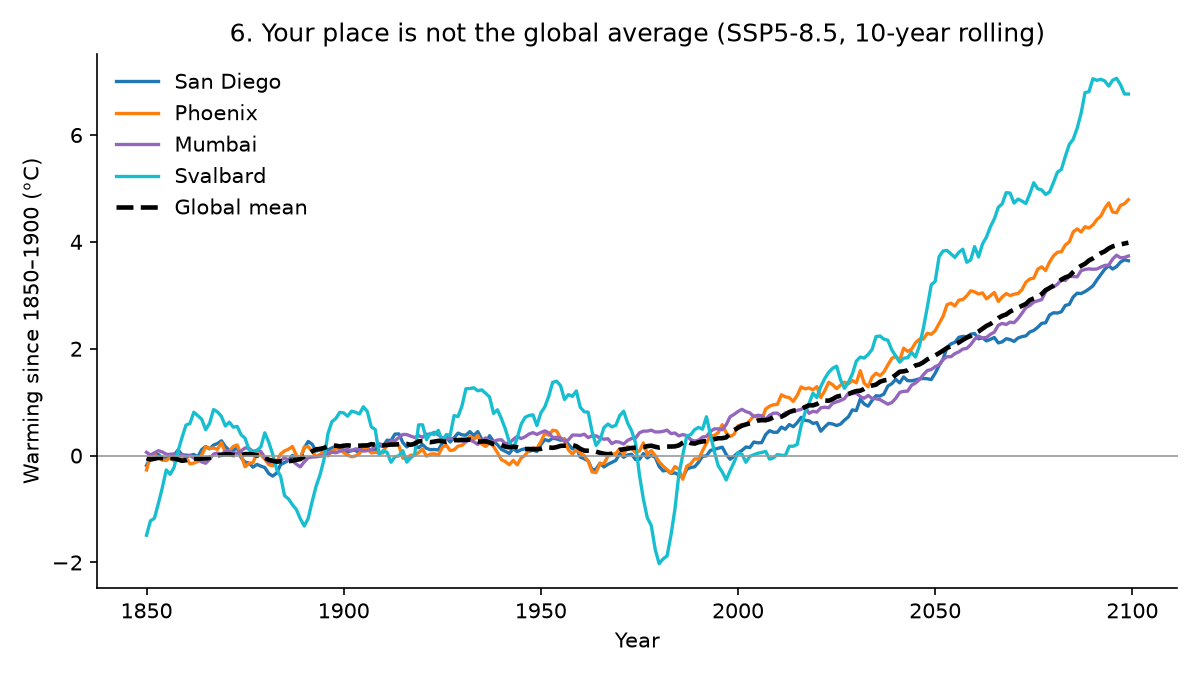 6. Your place is not the global average (SSP5-8.5, 10-year rolling)
San Diego
Phoenix
Mumbai
Svalbard
Global mean
Warming since 1850–1900 (°C)
6
4
2
0
−2
1850 1900 1950 2000 2050 2100
Year